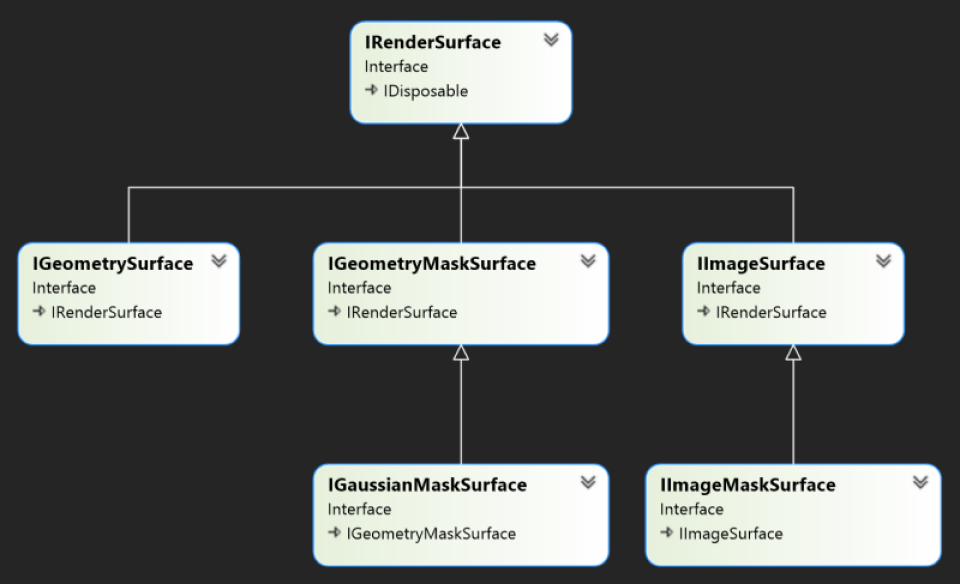 IRenderSurface
Interface
IDisposable
IGeometrySurface
Interface
IRenderSurface
IGeometryMaskSurface
Interface
IRenderSurface
IImageSurface
Interface
IRenderSurface
IGaussianMaskSurface
Interface
IGeometryMaskSurface
IImageMaskSurface
Interface
IImageSurface